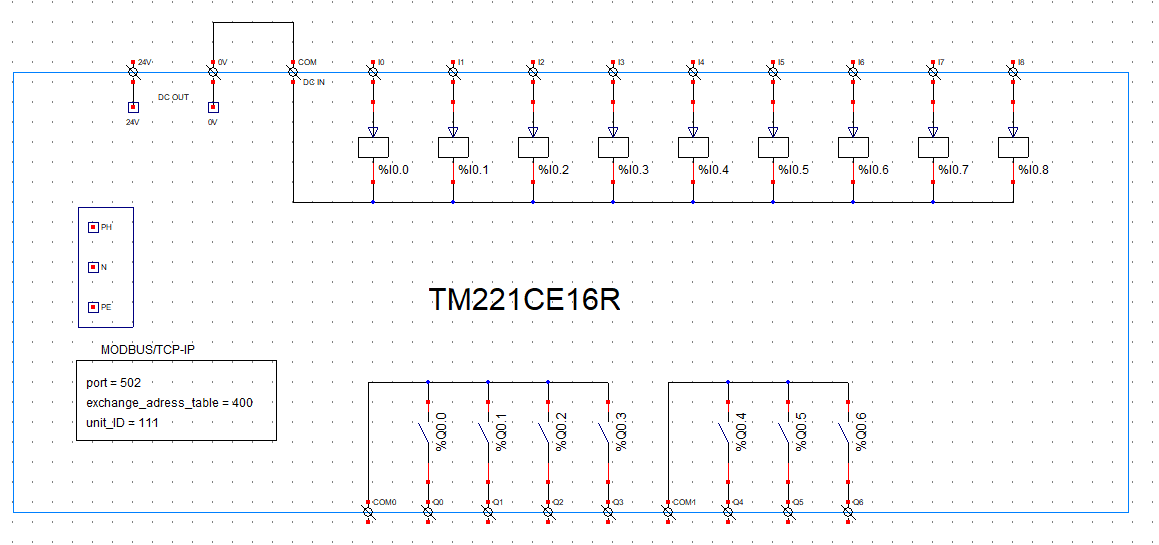 24V 0V COM I0 I1 I2 I3 I4 I5 I6 I7 I8
DC IN
DC OUT
24V 0V
%I0.0 %I0.1 %I0.2 %I0.3 %I0.4 %I0.5 %I0.6 %I0.7 %I0.8
PH
N
PE
TM221CE16R
MODBUS/TCP-IP
port = 502
exchange_adress_table = 400
unit_ID = 111
%Q0.0 %Q0.1 %Q0.2 %Q0.3 %Q0.4 %Q0.5 %Q0.6
COM0 Q0 Q1 Q2 Q3 COM1 Q4 Q5 Q6